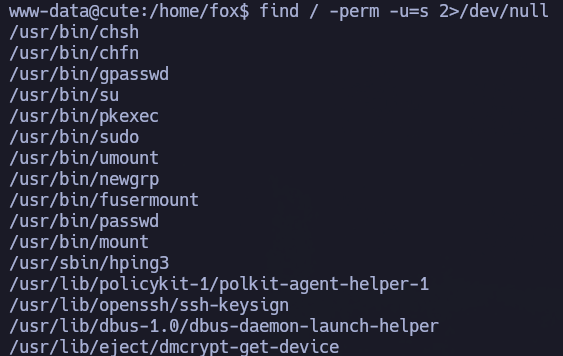 www-data@cute:/home/fox$ find / -perm -u=s 2>/dev/null
/usr/bin/chsh
/usr/bin/chfn
/usr/bin/gpasswd
/usr/bin/su
/usr/bin/pkexec
/usr/bin/sudo
/usr/bin/umount
/usr/bin/newgrp
/usr/bin/fusermount
/usr/bin/passwd
/usr/bin/mount
/usr/sbin/hping3
/usr/lib/policykit-1/polkit-agent-helper-1
/usr/lib/openssh/ssh-keysign
/usr/lib/dbus-1.0/dbus-daemon-launch-helper
/usr/lib/eject/dmcrypt-get-device